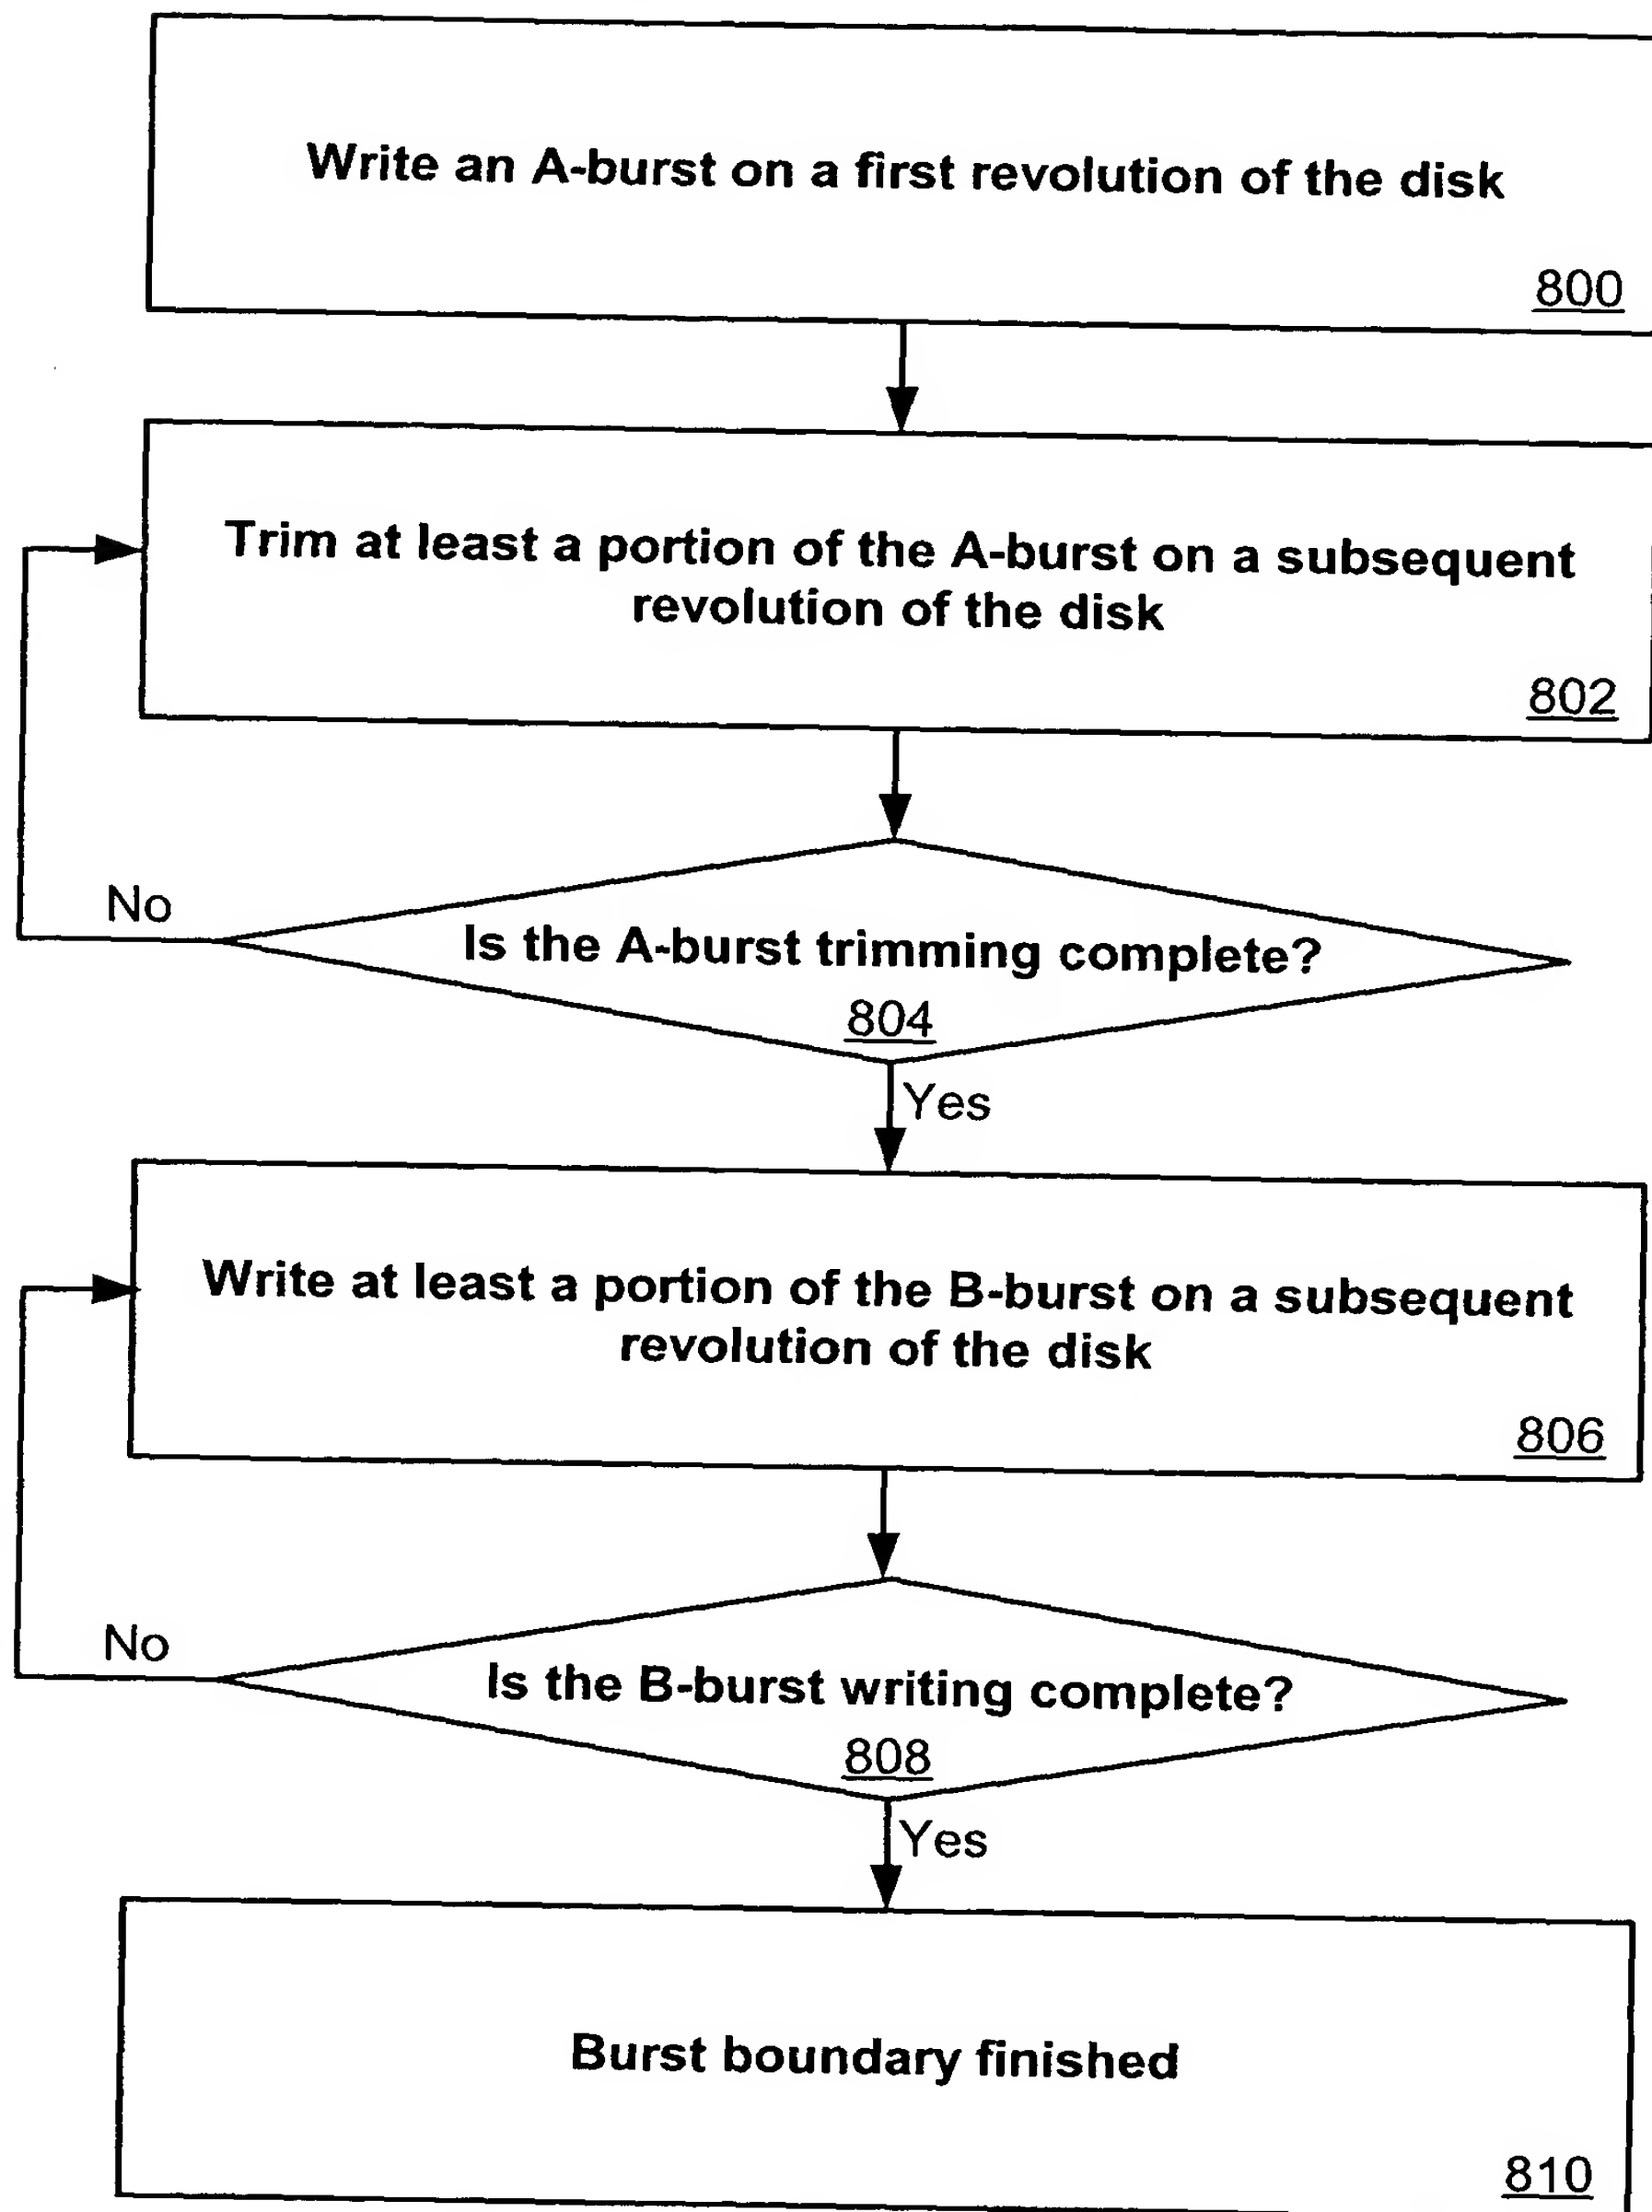 Write an A-burst on a first revolution of the disk
800
Trim at least a portion of the A-burst on a subsequent
revolution of the disk
802
No
Is the A-burst trimming complete?
804
Yes
Write at least a portion of the B-burst on a subsequent
revolution of the disk
806
No
Is the B-burst writing complete?
808
Yes
Burst boundary finished
810